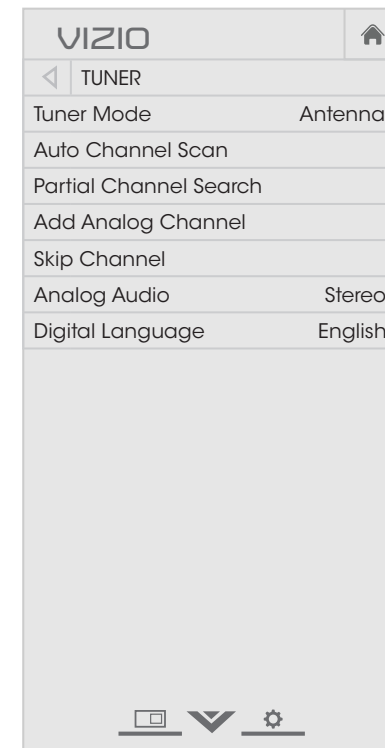 VIZIO
TUNER
Tuner Mode Antenna
Auto Channel Scan
Partial Channel Search
Add Analog Channel
Skip Channel
Analog Audio Stereo
Digital Language English